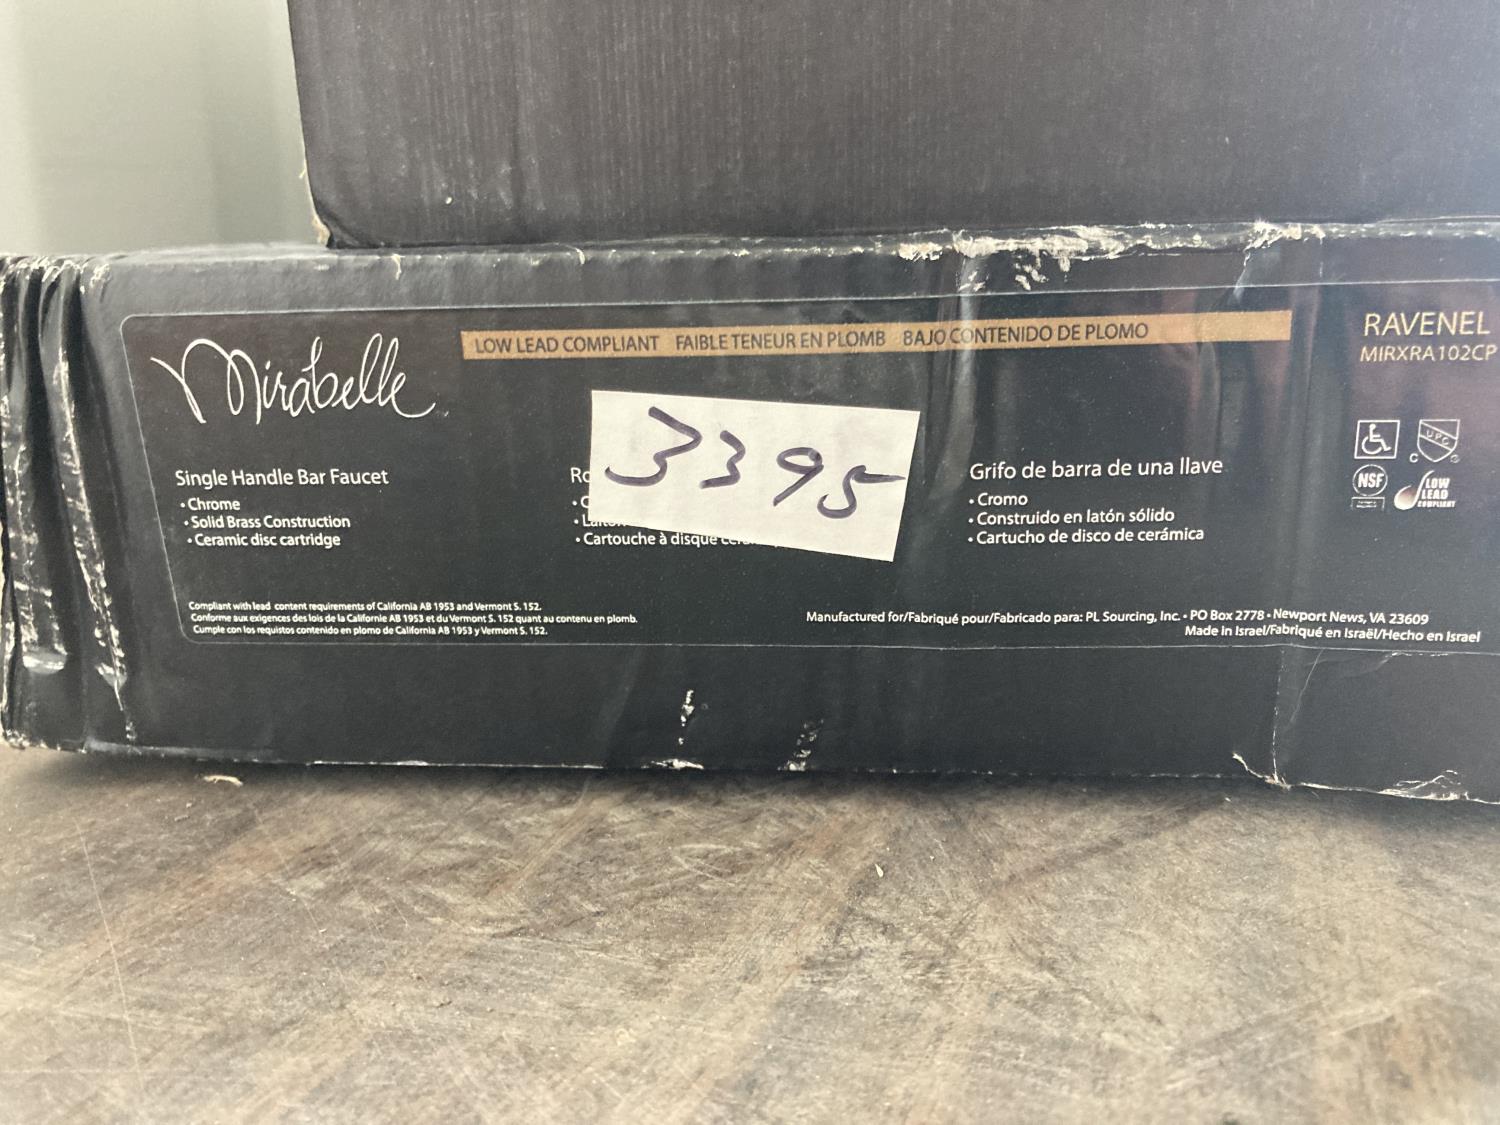 Mirabelle
LOW LEAD COMPLIANT FAIBLE TENEUR EN PLOMB BAJO CONTENIDO DE PLOMO
RAVENEL
MIRXRA102CP
3395
Single Handle Bar Faucet
• Chrome
• Solid Brass Construction
• Ceramic disc cartridge
• Cartouche à disque
Grifo de barra de una llave
• Cromo
• Construido en latón sólido
• Cartucho de disco de cerámica
UPC
C
NSF
LOW
LEAD
COMPLIANT
Compliant with lead content requirements of California AB 1953 and Vermont S. 152.
Conforme aux exigences des lois de la Californie AB 1953 et du Vermont S. 152 quant au contenu en plomb.
Cumple con los requistos contenido en plomo de California AB 1953 y Vermont S. 152.
Manufactured for/Fabriqué pour/Fabricado para: PL Sourcing, Inc. • PO Box 2778 • Newport News, VA 23609
Made in Israel/Fabriqué en Israël/Hecho en Israel